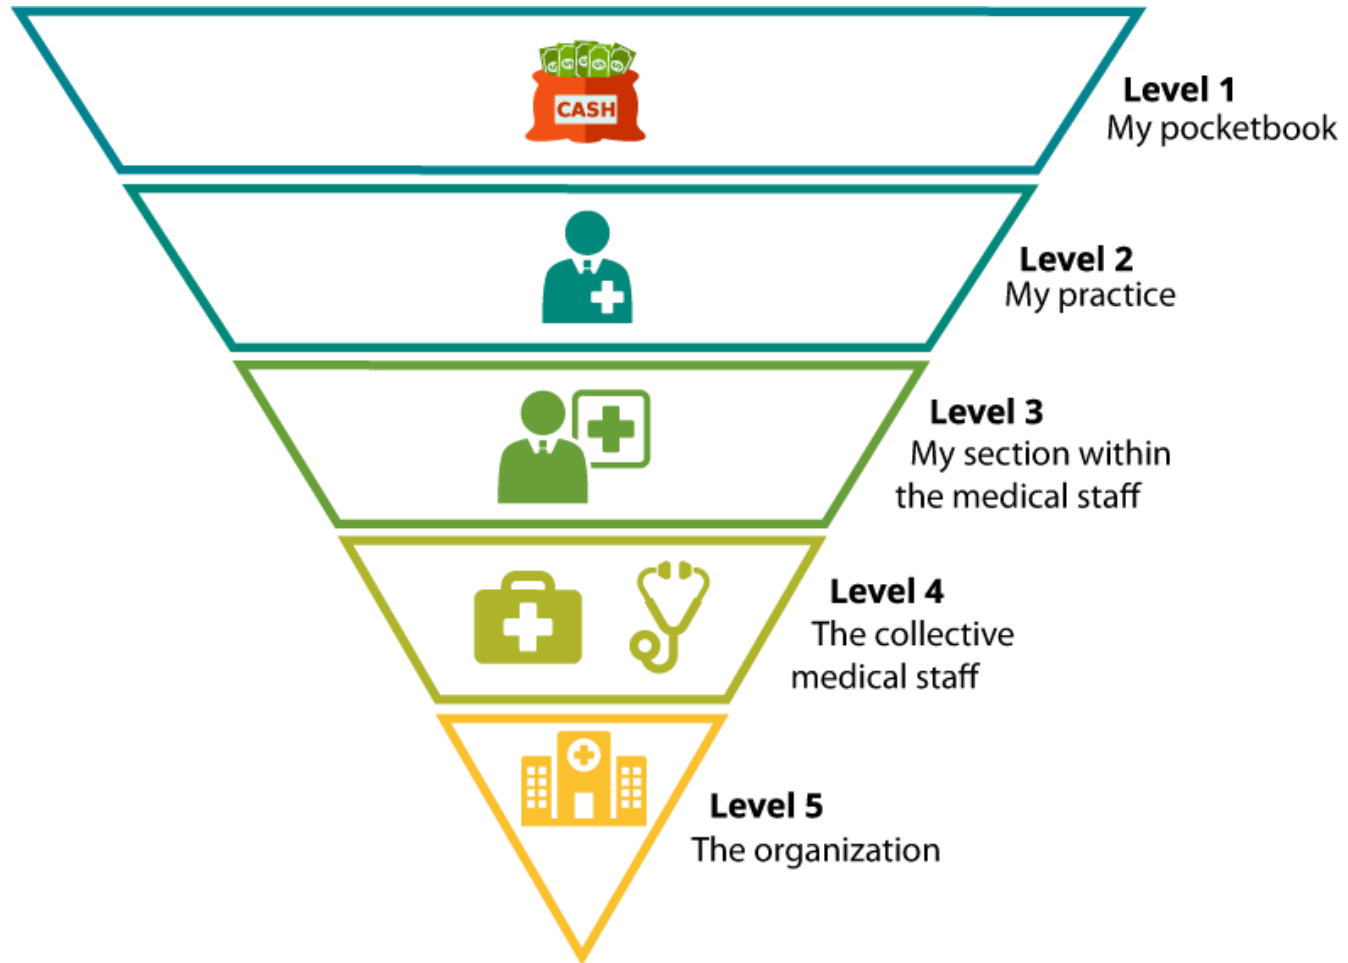 CASH
Level 1
My pocketbook
Level 2
My practice
Level 3
My section within
the medical staff
Level 4
The collective
medical staff
Level 5
The organization